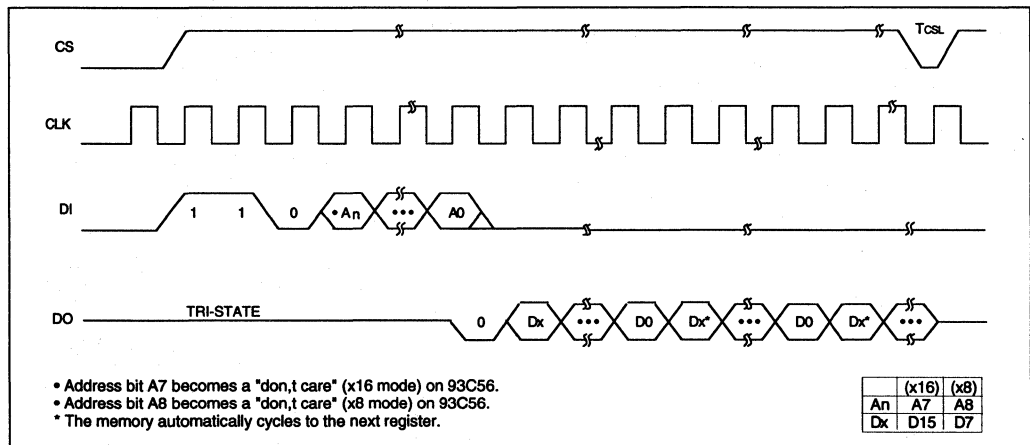 CS
TCSL
CLK
DI 1 1 0 • An ••• A0
TRI-STATE
DO 0 Dx ••• D0 Dx* ••• D0 Dx* •••
• Address bit A7 becomes a "don,t care" (x16 mode) on 93C56.
• Address bit A8 becomes a "don,t care" (x8 mode) on 93C56.
* The memory automatically cycles to the next register.
(x16) (x8)
An A7 A8
Dx D15 D7